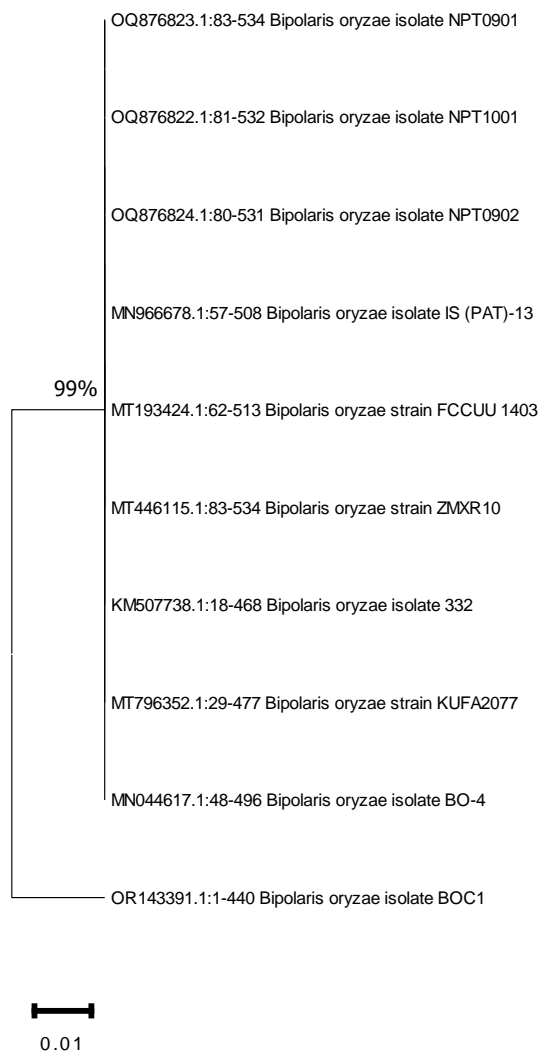 OQ876823.1:83-534 Bipolaris oryzae isolate NPT0901
OQ876822.1:81-532 Bipolaris oryzae isolate NPT1001
OQ876824.1:80-531 Bipolaris oryzae isolate NPT0902
MN966678.1:57-508 Bipolaris oryzae isolate IS (PAT)-13
99%
MT193424.1:62-513 Bipolaris oryzae strain FCCUU 1403
MT446115.1:83-534 Bipolaris oryzae strain ZMXR10
KM507738.1:18-468 Bipolaris oryzae isolate 332
MT796352.1:29-477 Bipolaris oryzae strain KUFA2077
MN044617.1:48-496 Bipolaris oryzae isolate BO-4
OR143391.1:1-440 Bipolaris oryzae isolate BOC1
0.01